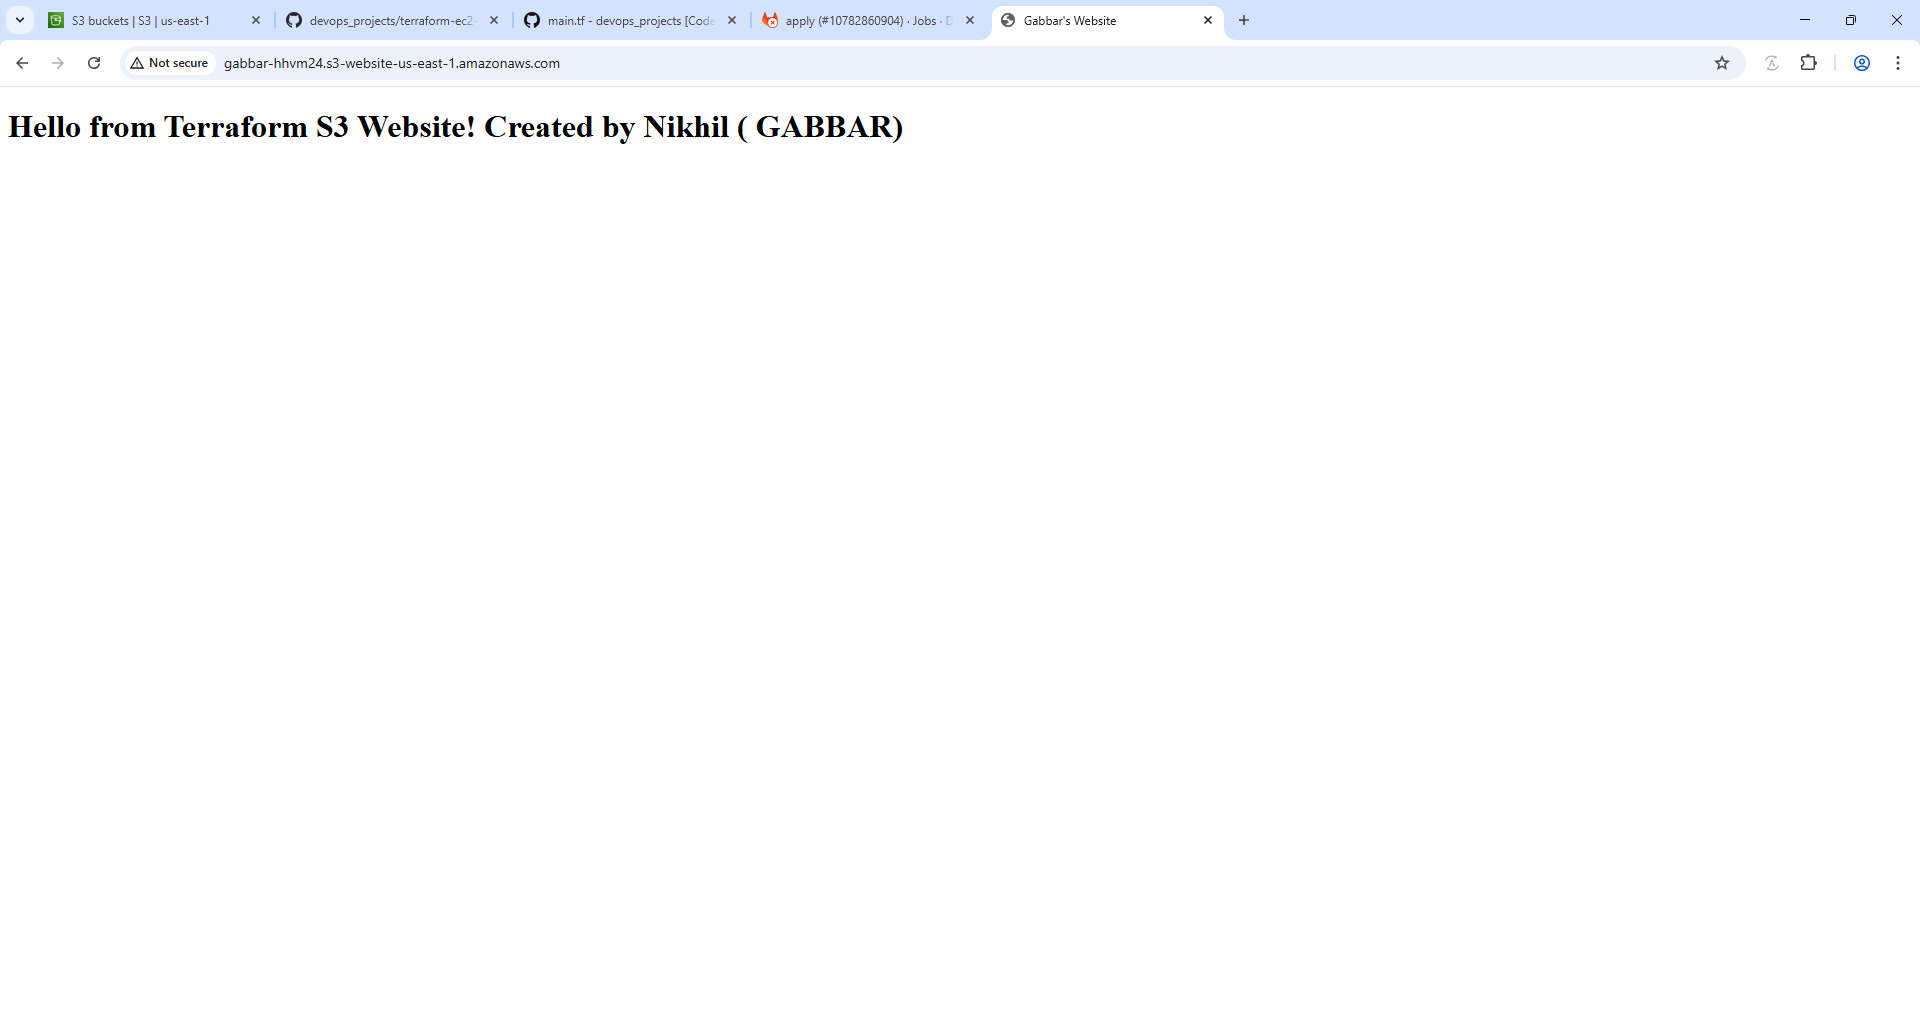 S3 buckets | S3 | us-east-1
devops_projects/terraform-ec2-
main.tf - devops_projects [Code
apply (#10782860904) · Jobs · D
Gabbar's Website
Not secure
gabbar-hhvm24.s3-website-us-east-1.amazonaws.com
Hello from Terraform S3 Website! Created by Nikhil ( GABBAR)